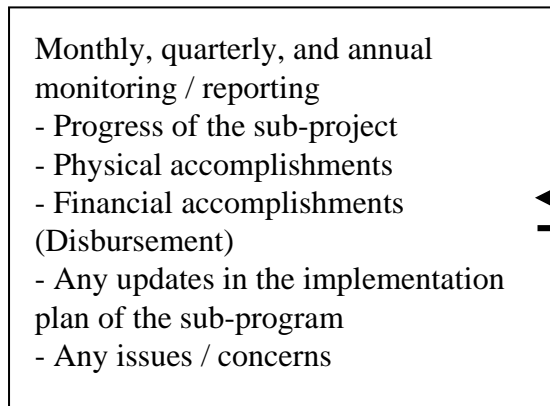 Monthly, quarterly, and annual
monitoring / reporting
- Progress of the sub-project
- Physical accomplishments
- Financial accomplishments
(Disbursement)
- Any updates in the implementation
plan of the sub-program
- Any issues / concerns